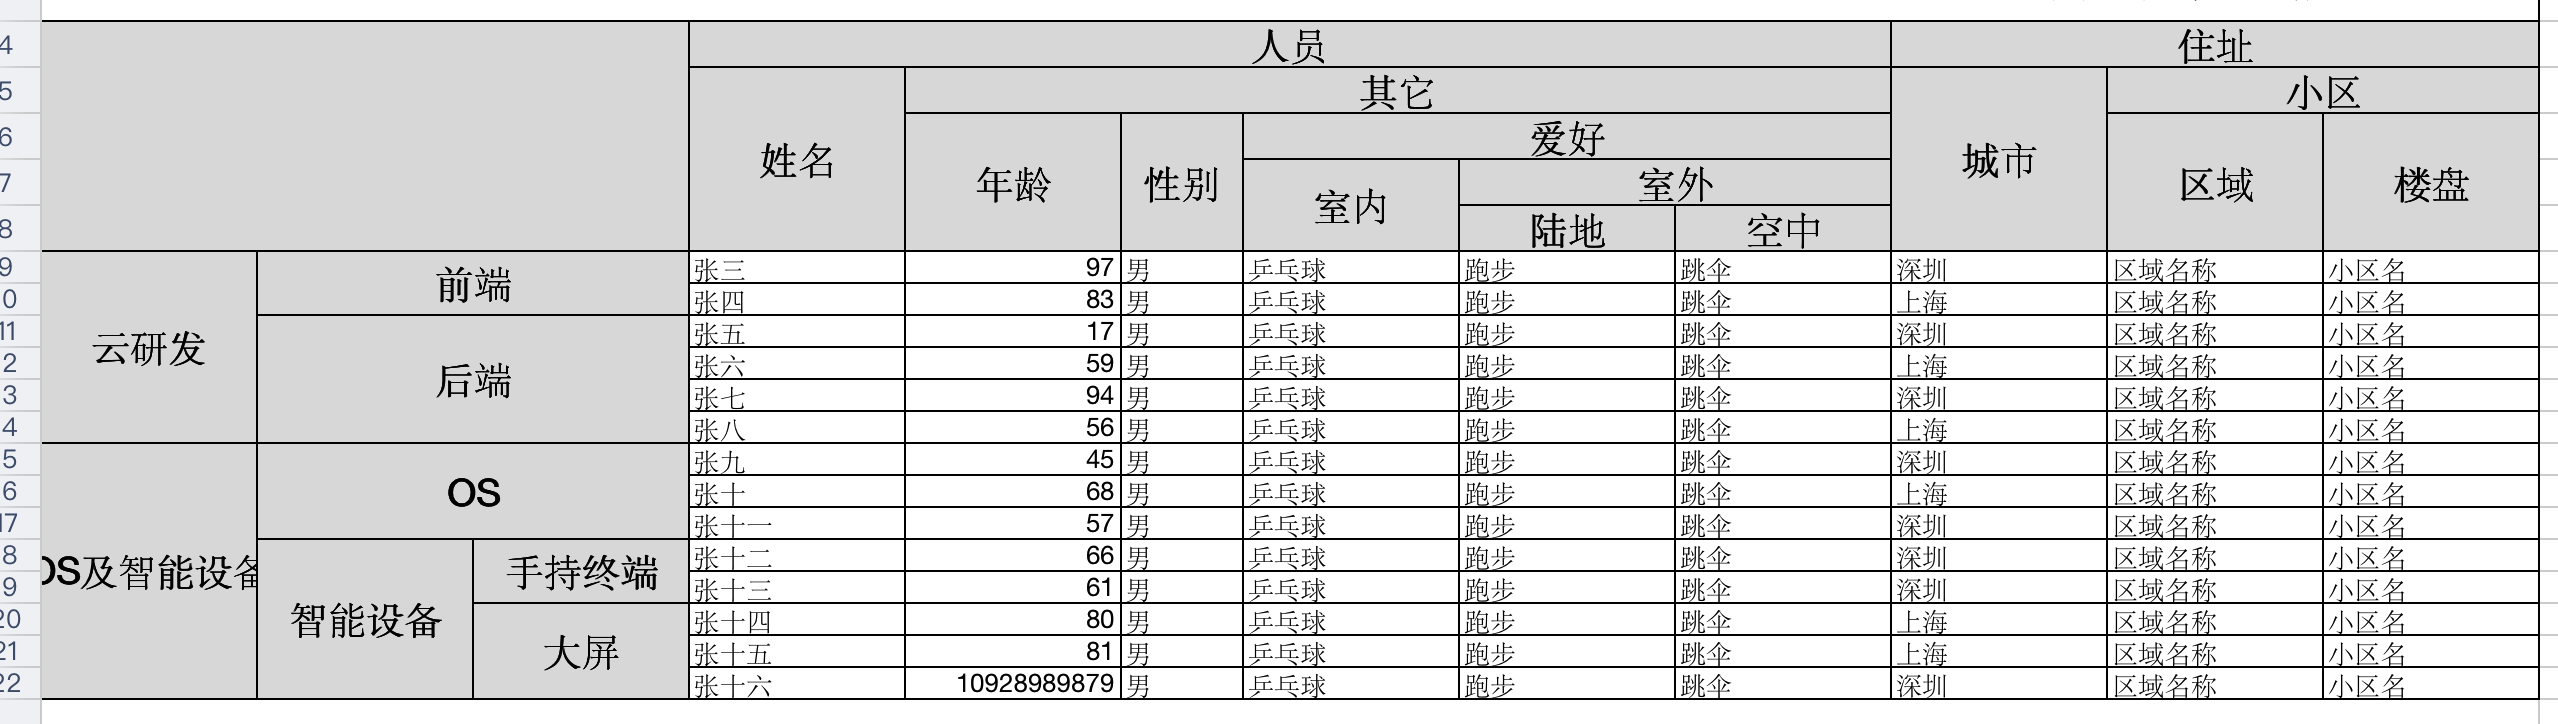 4 人员 住址
5 其它 小区
6 姓名 年龄 性别 爱好 城市 区域 楼盘
7 室内 室外
8 陆地 空中
9 云研发 前端 张三 97 男 乒乓球 跑步 跳伞 深圳 区域名称 小区名
0 张四 83 男 乒乓球 跑步 跳伞 上海 区域名称 小区名
11 后端 张五 17 男 乒乓球 跑步 跳伞 深圳 区域名称 小区名
2 张六 59 男 乒乓球 跑步 跳伞 上海 区域名称 小区名
3 张七 94 男 乒乓球 跑步 跳伞 深圳 区域名称 小区名
4 张八 56 男 乒乓球 跑步 跳伞 上海 区域名称 小区名
5 OS及智能设备 OS 张九 45 男 乒乓球 跑步 跳伞 深圳 区域名称 小区名
6 张十 68 男 乒乓球 跑步 跳伞 上海 区域名称 小区名
17 张十一 57 男 乒乓球 跑步 跳伞 深圳 区域名称 小区名
8 智能设备 手持终端 张十二 66 男 乒乓球 跑步 跳伞 深圳 区域名称 小区名
9 张十三 61 男 乒乓球 跑步 跳伞 深圳 区域名称 小区名
20 大屏 张十四 80 男 乒乓球 跑步 跳伞 上海 区域名称 小区名
21 张十五 81 男 乒乓球 跑步 跳伞 上海 区域名称 小区名
22 张十六 10928989879 男 乒乓球 跑步 跳伞 深圳 区域名称 小区名